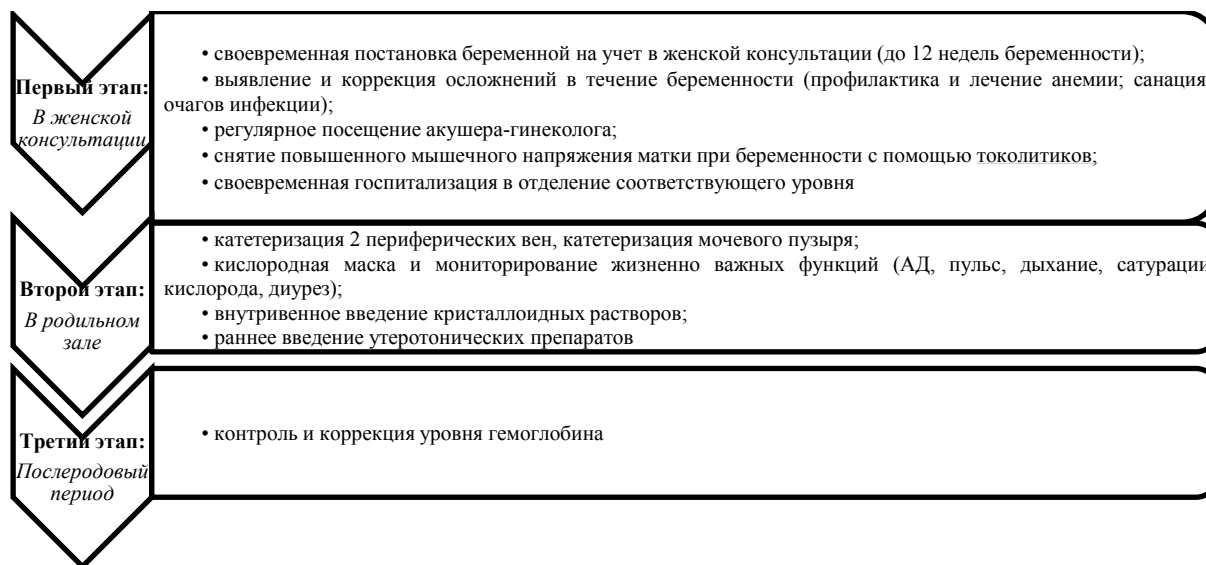 Первый этап:
В женской
консультации
• своевременная постановка беременной на учет в женской консультации (до 12 недель беременности);
• выявление и коррекция осложнений в течение беременности (профилактика и лечение анемии; санация
очагов инфекции);
• регулярное посещение акушера-гинеколога;
• снятие повышенного мышечного напряжения матки при беременности с помощью токолитиков;
• своевременная госпитализация в отделение соответствующего уровня
Второй этап:
В родильном
зале
• катетеризация 2 периферических вен, катетеризация мочевого пузыря;
• кислородная маска и мониторирование жизненно важных функций (АД, пульс, дыхание, сатурации
кислорода, диурез);
• внутривенное введение кристаллоидных растворов;
• раннее введение утеротонических препаратов
Третий этап:
Послеродовый
период
• контроль и коррекция уровня гемоглобина